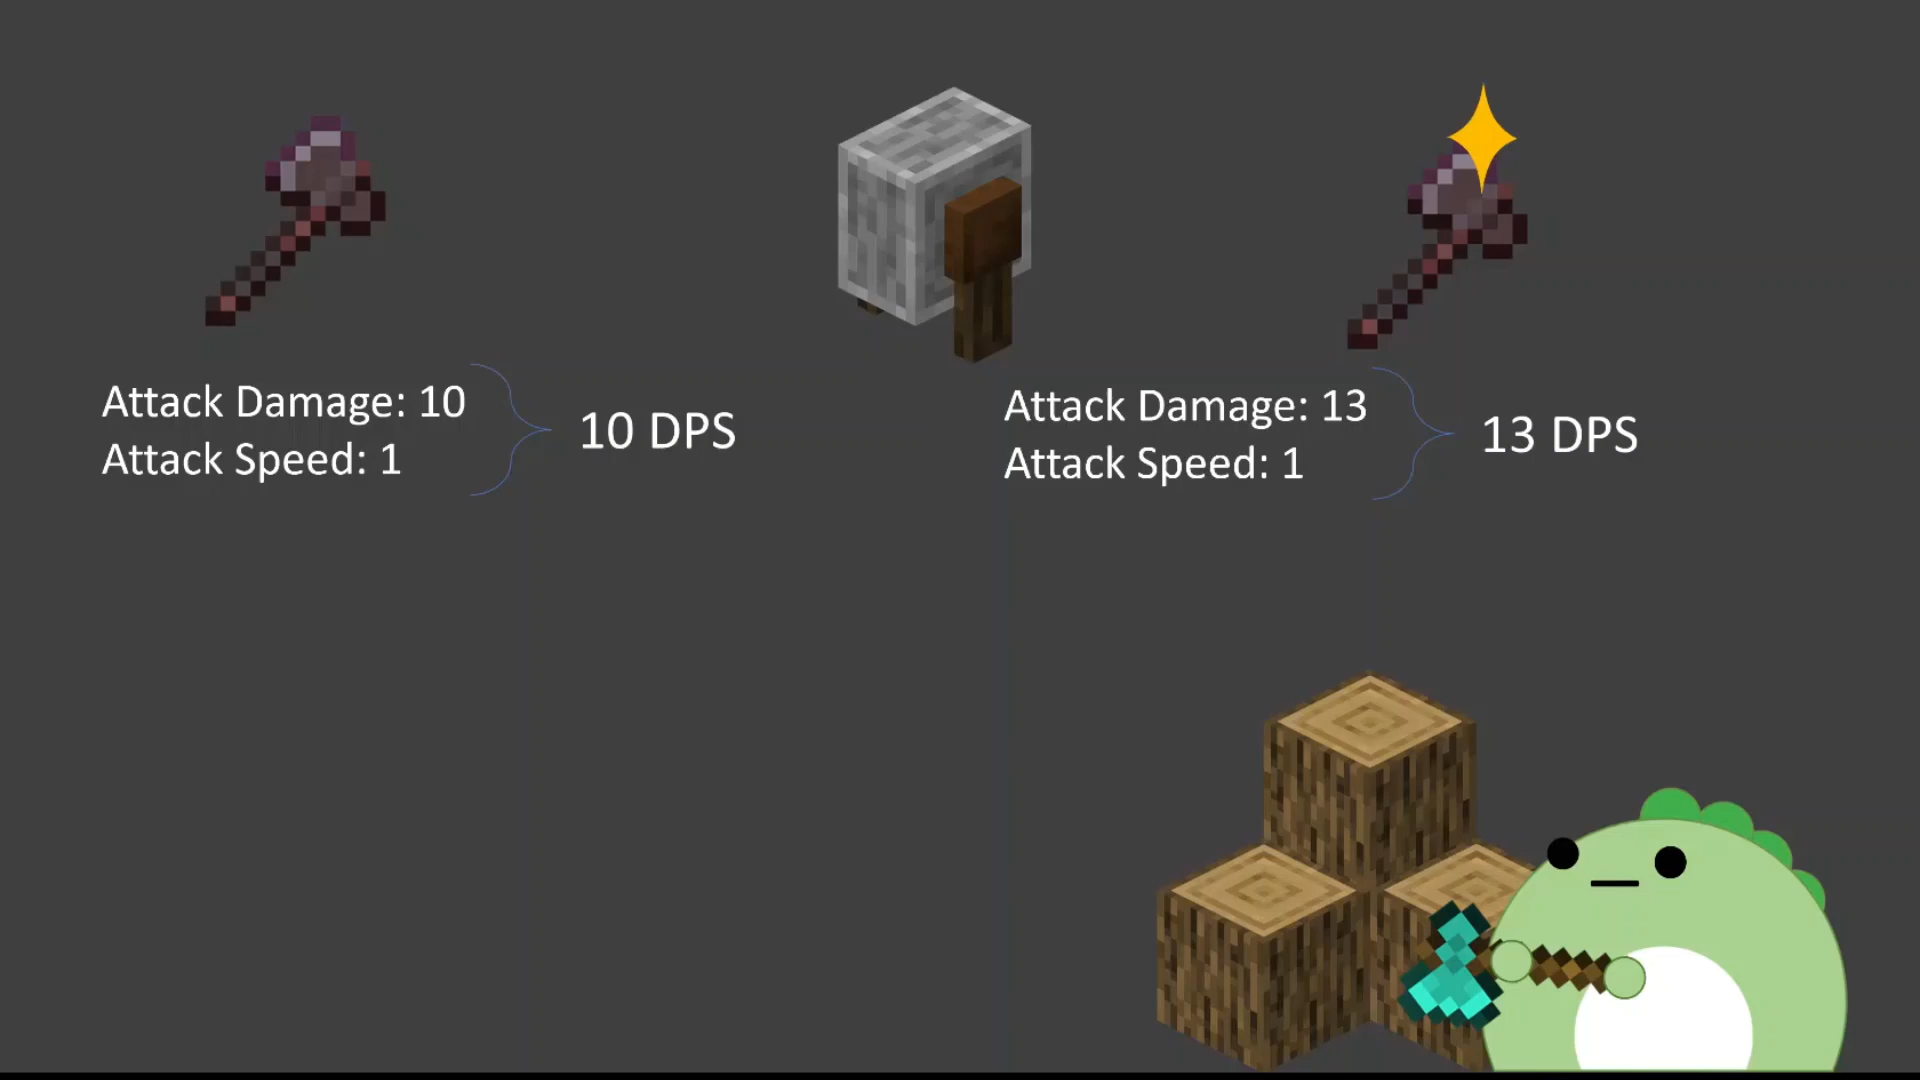 Attack Damage: 10
Attack Speed: 1
10 DPS
Attack Damage: 13
Attack Speed: 1
13 DPS